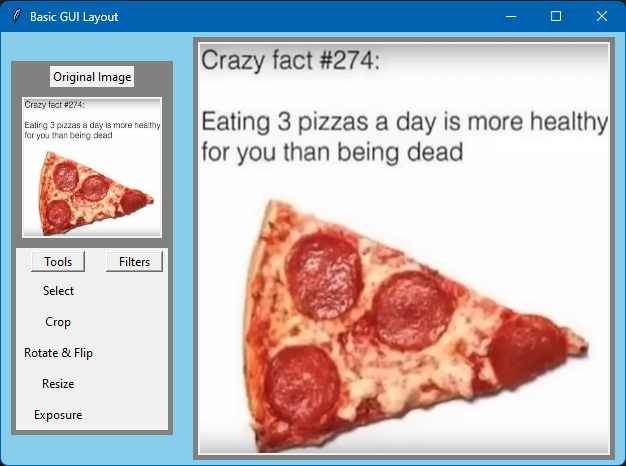 Basic GUI Layout
Original Image
Crazy fact #274:
Eating 3 pizzas a day is more healthy
for you than being dead
Tools
Filters
Select
Crop
Rotate & Flip
Resize
Exposure
Crazy fact #274:
Eating 3 pizzas a day is more healthy
for you than being dead